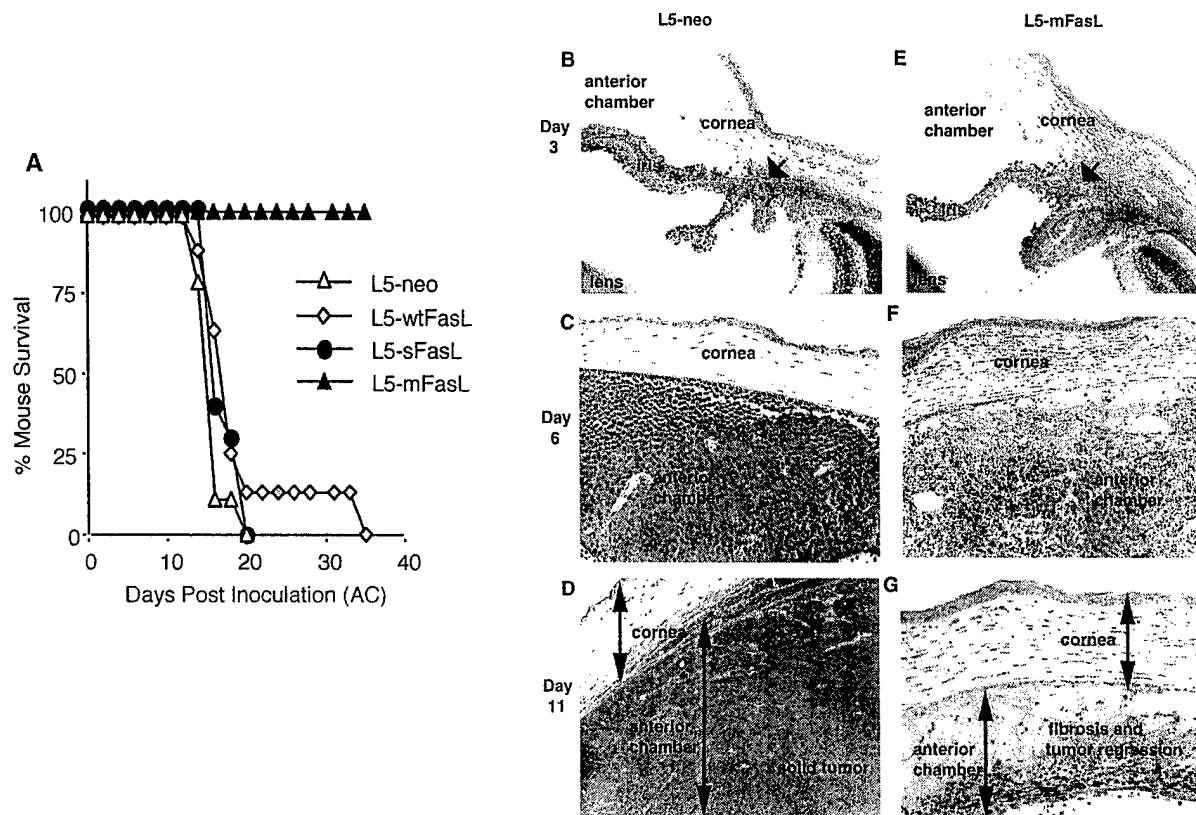 L5-neo
L5-mFasL
A
100
75
50
25
0
% Mouse Survival
0
10
20
30
40
Days Post Inoculation (AC)
L5-neo
L5-wtFasL
L5-sFasL
L5-mFasL
B
anterior
chamber
cornea
iris
lens
Day
3
E
anterior
chamber
cornea
iris
lens
C
cornea
anterior
chamber
Day
6
F
cornea
anterior
chamber
D
cornea
anterior
chamber
solid tumor
Day
11
G
cornea
fibrosis and
tumor regression
anterior
chamber